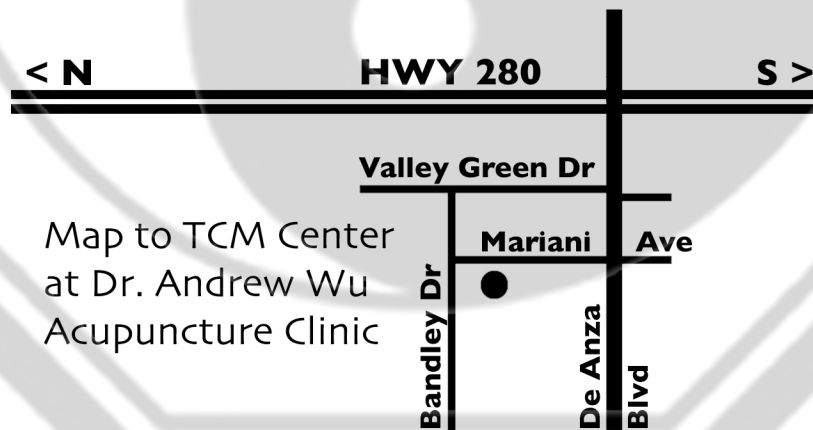 < N HWY 280 S >
Valley Green Dr
Mariani Ave
Map to TCM Center
at Dr. Andrew Wu
Acupuncture Clinic
Bandley Dr
De Anza
Blvd